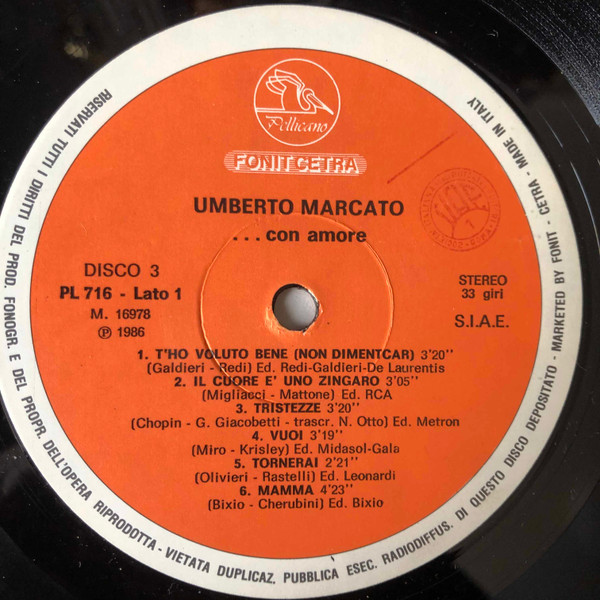 Pellicano
FONIT CETRA
UMBERTO MARCATO
...con amore
DISCO 3
PL 716 - Lato 1
M. 16978
Ⓟ 1986
STEREO
33 giri
S.I.A.E.
1. T'HO VOLUTO BENE (NON DIMENTCAR) 3'20''
(Galdieri - Redi) Ed. Redi-Galdieri-De Laurentis
2. IL CUORE E' UNO ZINGARO 3'05''
(Migliacci - Mattone) Ed. RCA
3. TRISTEZZE 3'20''
(Chopin - G. Giacobetti - trascr. N. Otto) Ed. Metron
4. VUOI 3'19''
(Miro - Krisley) Ed. Midasol-Gala
5. TORNERAI 2'21''
(Olivieri - Rastelli) Ed. Leonardi
6. MAMMA 4'23''
(Bixio - Cherubini) Ed. Bixio
RISERVATI TUTTI I DIRITTI DEL PROD. FONOGR. E DEL PROPR. DELL'OPERA RIPRODOTTA - VIETATA DUPLICAZ. PUBBLICA ESEC. RADIODIFFUS. DI QUESTO DISCO DEPOSITATO - MARKETED BY FONIT - CETRA - MADE IN ITALY